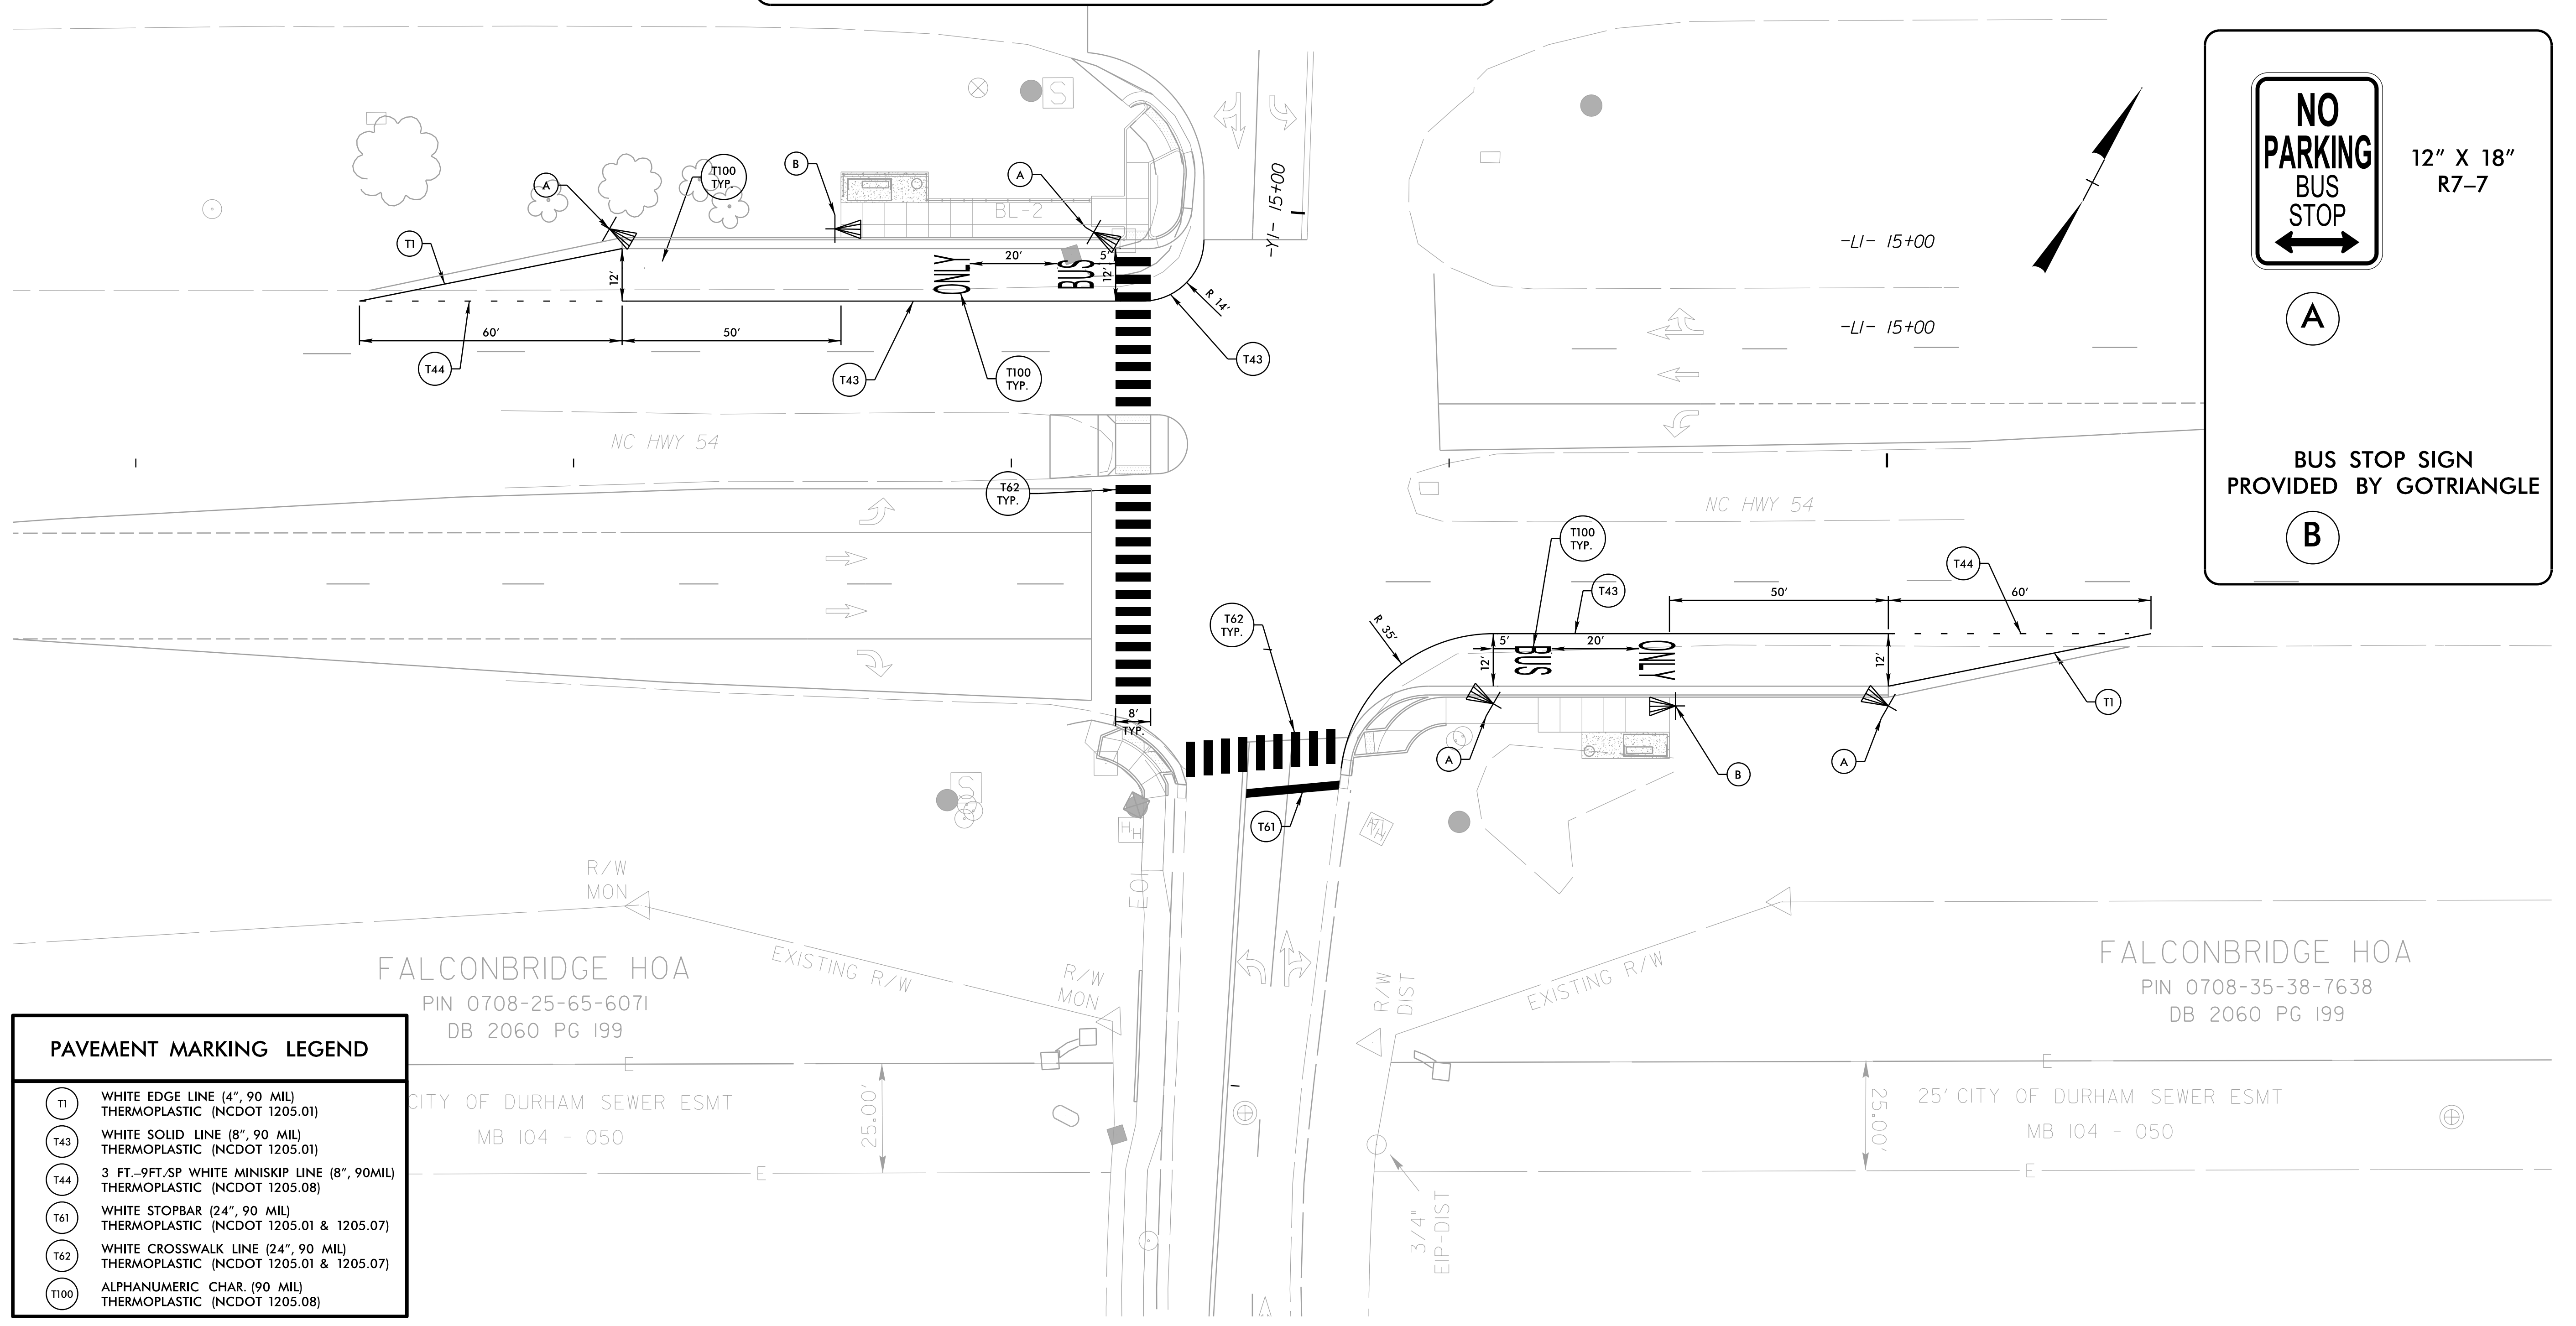 S
T100
TYP.
B
A
A
BL-2
-Y1- 15+00
T1
12'
ONLY
20'
BUS
5'
12'
R 14'
60'
50'
T44
T43
T100
TYP.
T43
-L1- 15+00
-L1- 15+00
NO
PARKING
BUS
STOP
12" X 18"
R7-7
A
BUS STOP SIGN
PROVIDED BY GOTRIANGLE
B
NC HWY 54
T62
TYP.
NC HWY 54
T100
TYP.
T43
T44
50'
60'
R 35'
T62
TYP.
5'
12'
BUS
20'
ONLY
12'
T1
8'
TYP.
A
B
A
T61
S
HH
HH
R/W
MON
EOI
EXISTING R/W
R/W
MON
R/W
DIST
EXISTING R/W
FALCONBRIDGE HOA
PIN 0708-25-65-6071
DB 2060 PG 199
FALCONBRIDGE HOA
PIN 0708-35-38-7638
DB 2060 PG 199
E
E
CITY OF DURHAM SEWER ESMT
MB 104 - 050
25.00'
25.00'
25' CITY OF DURHAM SEWER ESMT
MB 104 - 050
E
E
3/4"
EIP-DIST
PAVEMENT MARKING LEGEND
T1 WHITE EDGE LINE (4", 90 MIL)
THERMOPLASTIC (NCDOT 1205.01)
T43 WHITE SOLID LINE (8", 90 MIL)
THERMOPLASTIC (NCDOT 1205.01)
T44 3 FT.-9FT/SP WHITE MINISKIP LINE (8", 90MIL)
THERMOPLASTIC (NCDOT 1205.08)
T61 WHITE STOPBAR (24", 90 MIL)
THERMOPLASTIC (NCDOT 1205.01 & 1205.07)
T62 WHITE CROSSWALK LINE (24", 90 MIL)
THERMOPLASTIC (NCDOT 1205.01 & 1205.07)
T100 ALPHANUMERIC CHAR. (90 MIL)
THERMOPLASTIC (NCDOT 1205.08)